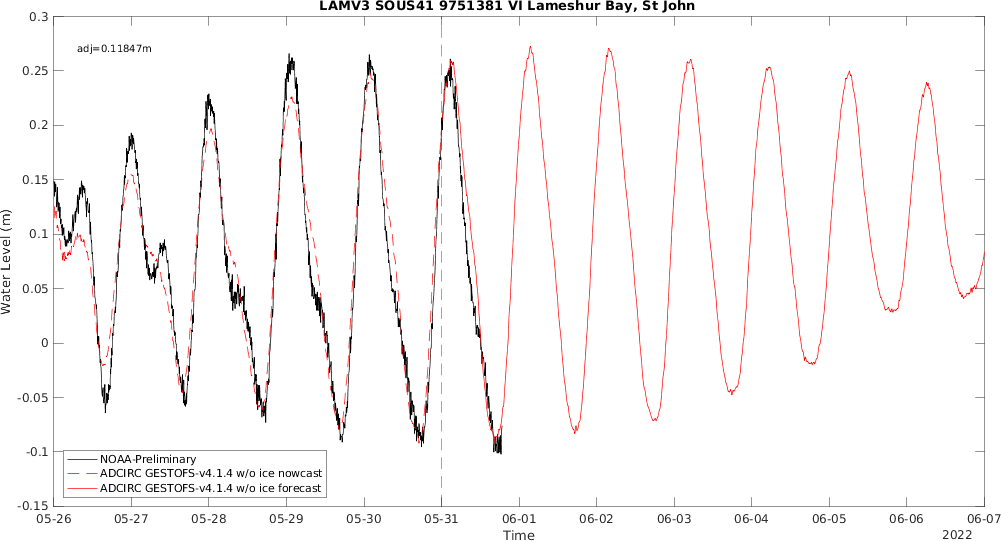 LAMV3 SOUS41 9751381 VI Lameshur Bay, St John
adj=0.11847m
0.3
0.25
0.2
0.15
0.1
0.05
0
-0.05
-0.1
-0.15
Water Level (m)
NOAA-Preliminary
ADCIRC GESTOFS-v4.1.4 w/o ice nowcast
ADCIRC GESTOFS-v4.1.4 w/o ice forecast
05-26 05-27 05-28 05-29 05-30 05-31 06-01 06-02 06-03 06-04 06-05 06-06 06-07
Time
2022